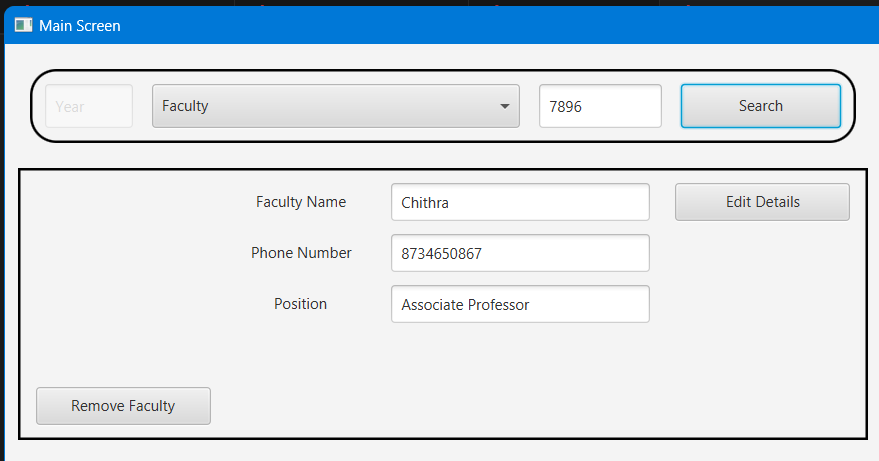 Main Screen
Year Faculty 7896 Search
Faculty Name Chithra Edit Details
Phone Number 8734650867
Position Associate Professor
Remove Faculty